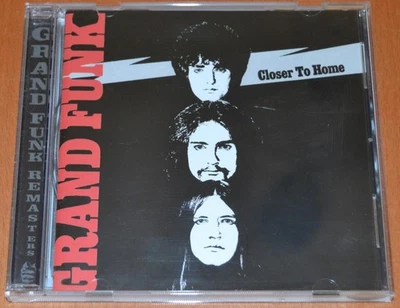 GRAND FUNK REMASTERS
GRAND FUNK
Closer To Home